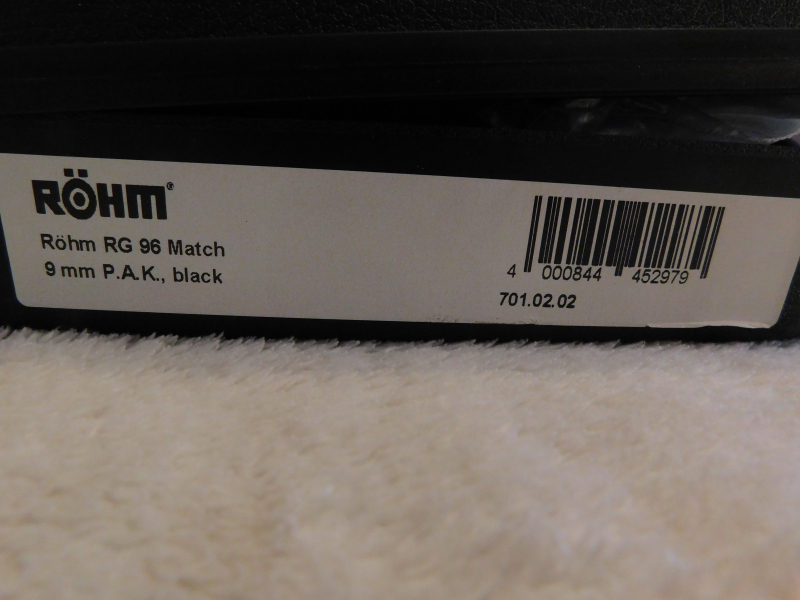 RÖHM®
Röhm RG 96 Match
9 mm P.A.K., black
4 000844 452979
701.02.02